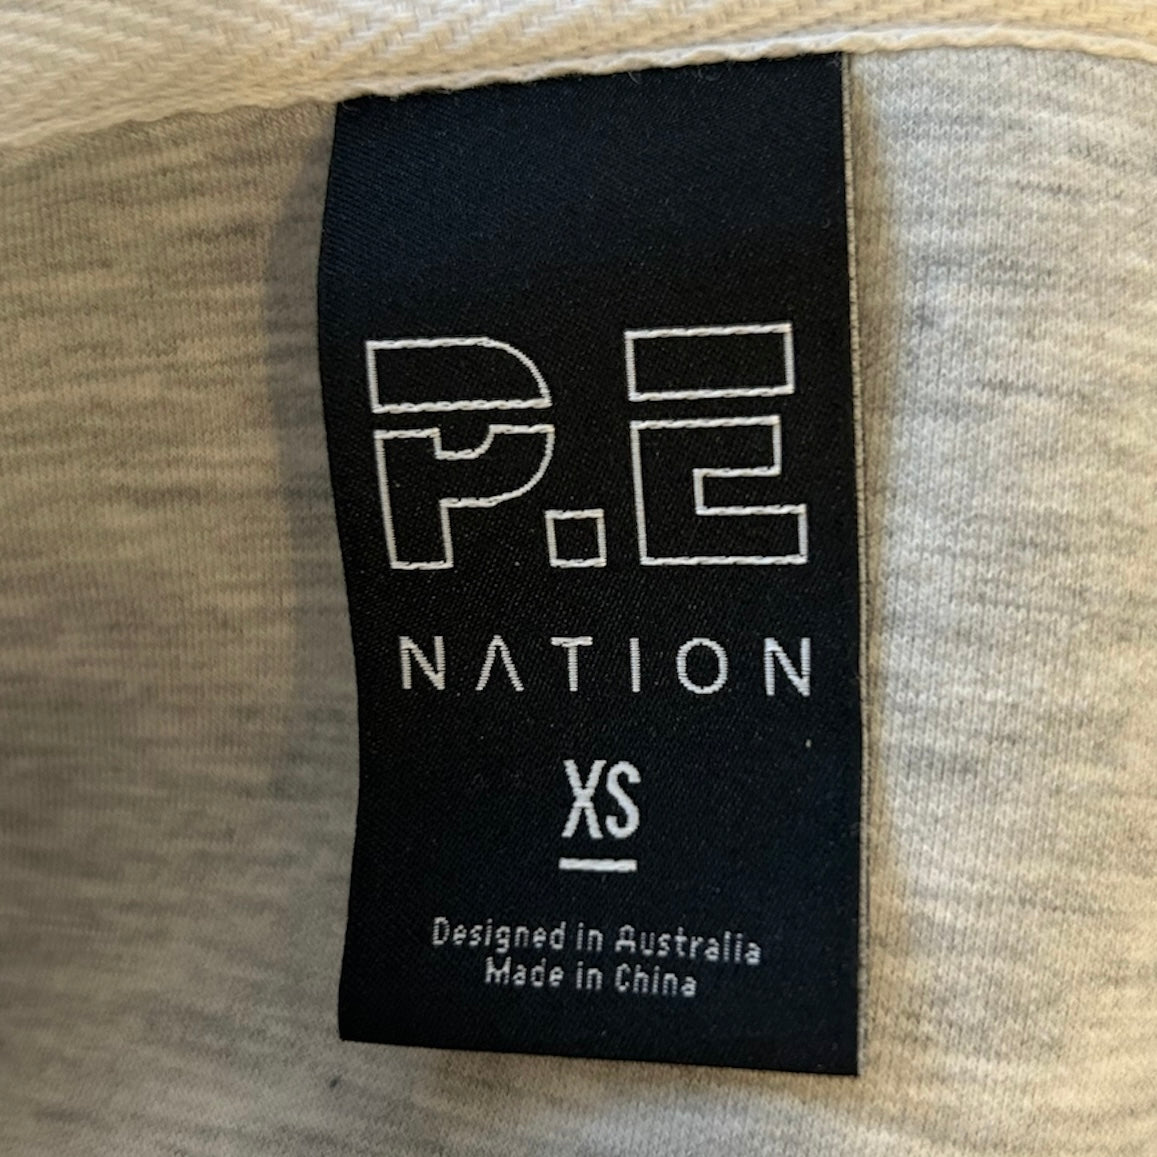 P.E
NATION
XS
Designed in Australia
Made in China